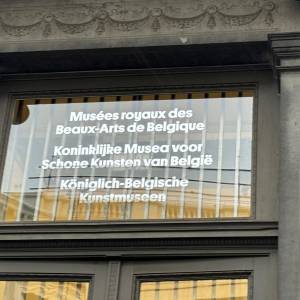 Musées royaux des
Beaux-Arts de Belgique
Koninklijke Musea voor
Schone Kunsten van België
Königlich-Belgische
Kunstmuseen